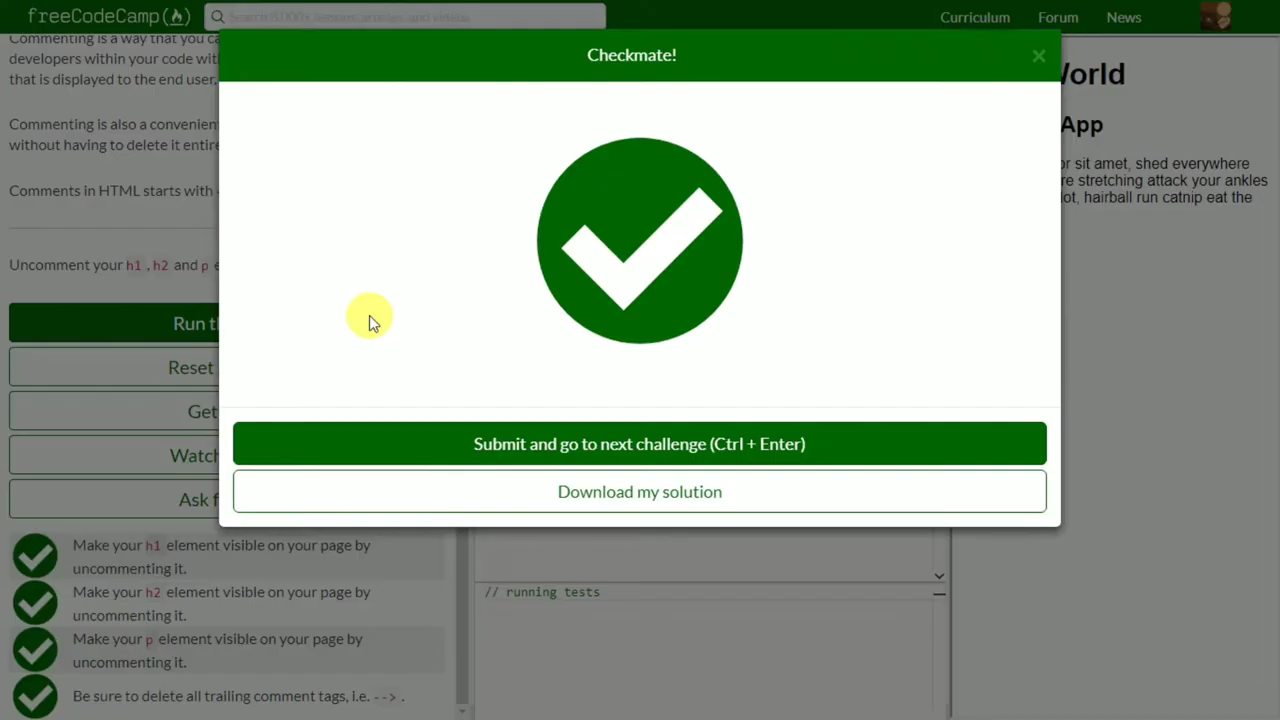 freeCodeCamp
Curriculum
Forum
News
Commenting is a way that you ca
developers within your code wit
that is displayed to the end user.
Commenting is also a convenien
without having to delete it entire
Comments in HTML starts with
Uncomment your h1 , h2 and p e
Run t
Reset
Get
Watch
Ask f
Make your h1 element visible on your page by
uncommenting it.
Make your h2 element visible on your page by
uncommenting it.
Make your p element visible on your page by
uncommenting it.
Be sure to delete all trailing comment tags, i.e. --> .
Checkmate!
×
Submit and go to next challenge (Ctrl + Enter)
Download my solution
// running tests
World
App
or sit amet, shed everywhere
re stretching attack your ankles
lot, hairball run catnip eat the